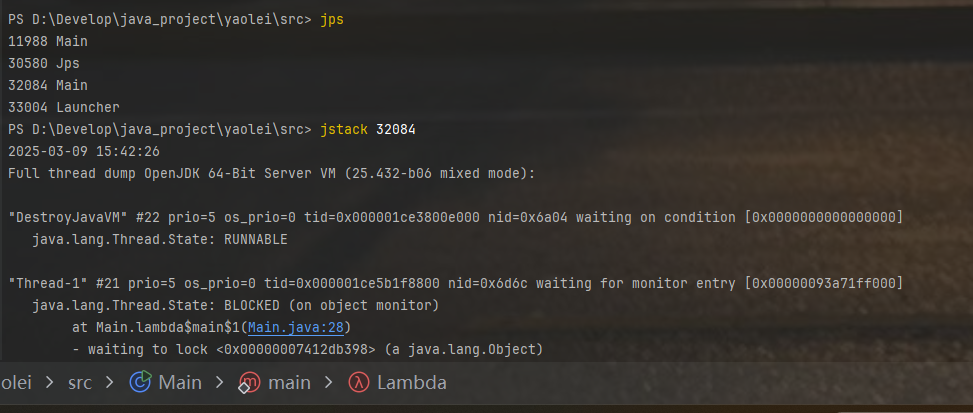 PS D:\Develop\java_project\yaolei\src> jps
11988 Main
30580 Jps
32084 Main
33004 Launcher
PS D:\Develop\java_project\yaolei\src> jstack 32084
2025-03-09 15:42:26
Full thread dump OpenJDK 64-Bit Server VM (25.432-b06 mixed mode):
"DestroyJavaVM" #22 prio=5 os_prio=0 tid=0x000001ce3800e000 nid=0x6a04 waiting on condition [0x0000000000000000]
java.lang.Thread.State: RUNNABLE
"Thread-1" #21 prio=5 os_prio=0 tid=0x000001ce5b1f8800 nid=0x6d6c waiting for monitor entry [0x00000093a71ff000]
java.lang.Thread.State: BLOCKED (on object monitor)
at Main.lambda$main$1(Main.java:28)
- waiting to lock <0x00000007412db398> (a java.lang.Object)
olei > src > Main > m main > λ Lambda